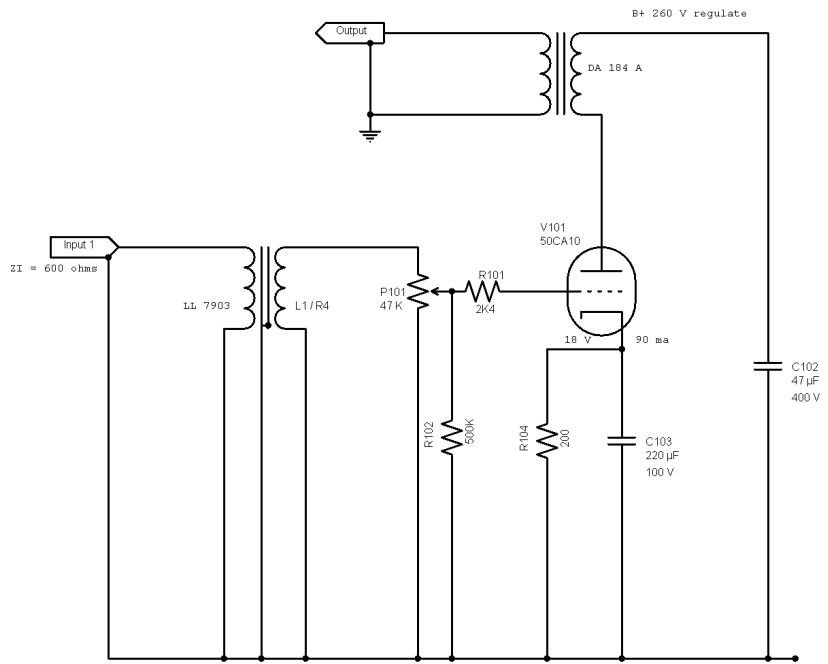 B+ 260 V regulate
Output
DA 184 A
V101
50CA10
Input 1
ZI = 600 ohms
LL 7903
L1/R4
P101
47 K
R101
2K4
18 V
90 ma
C102
47 µF
400 V
R102
500K
R104
200
C103
220 µF
100 V